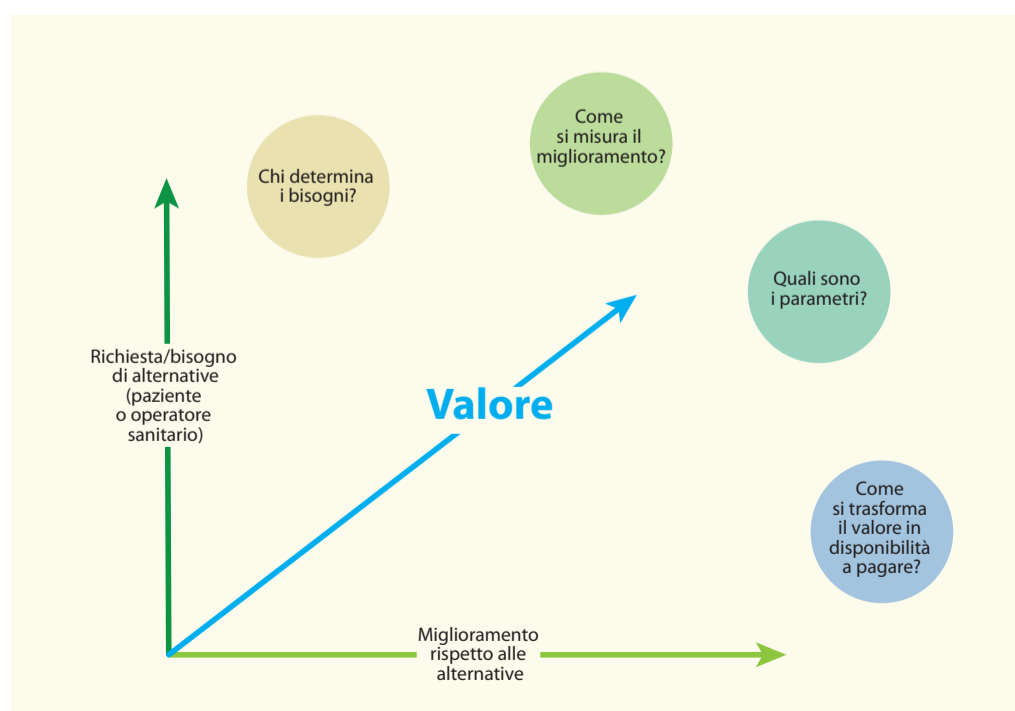 Come
si misura il
miglioramento?
Chi determina
i bisogni?
Quali sono
i parametri?
Richiesta/bisogno
di alternative
(paziente
o operatore
sanitario)
Valore
Come
si trasforma
il valore in
disponibilità
a pagare?
Miglioramento
rispetto alle
alternative